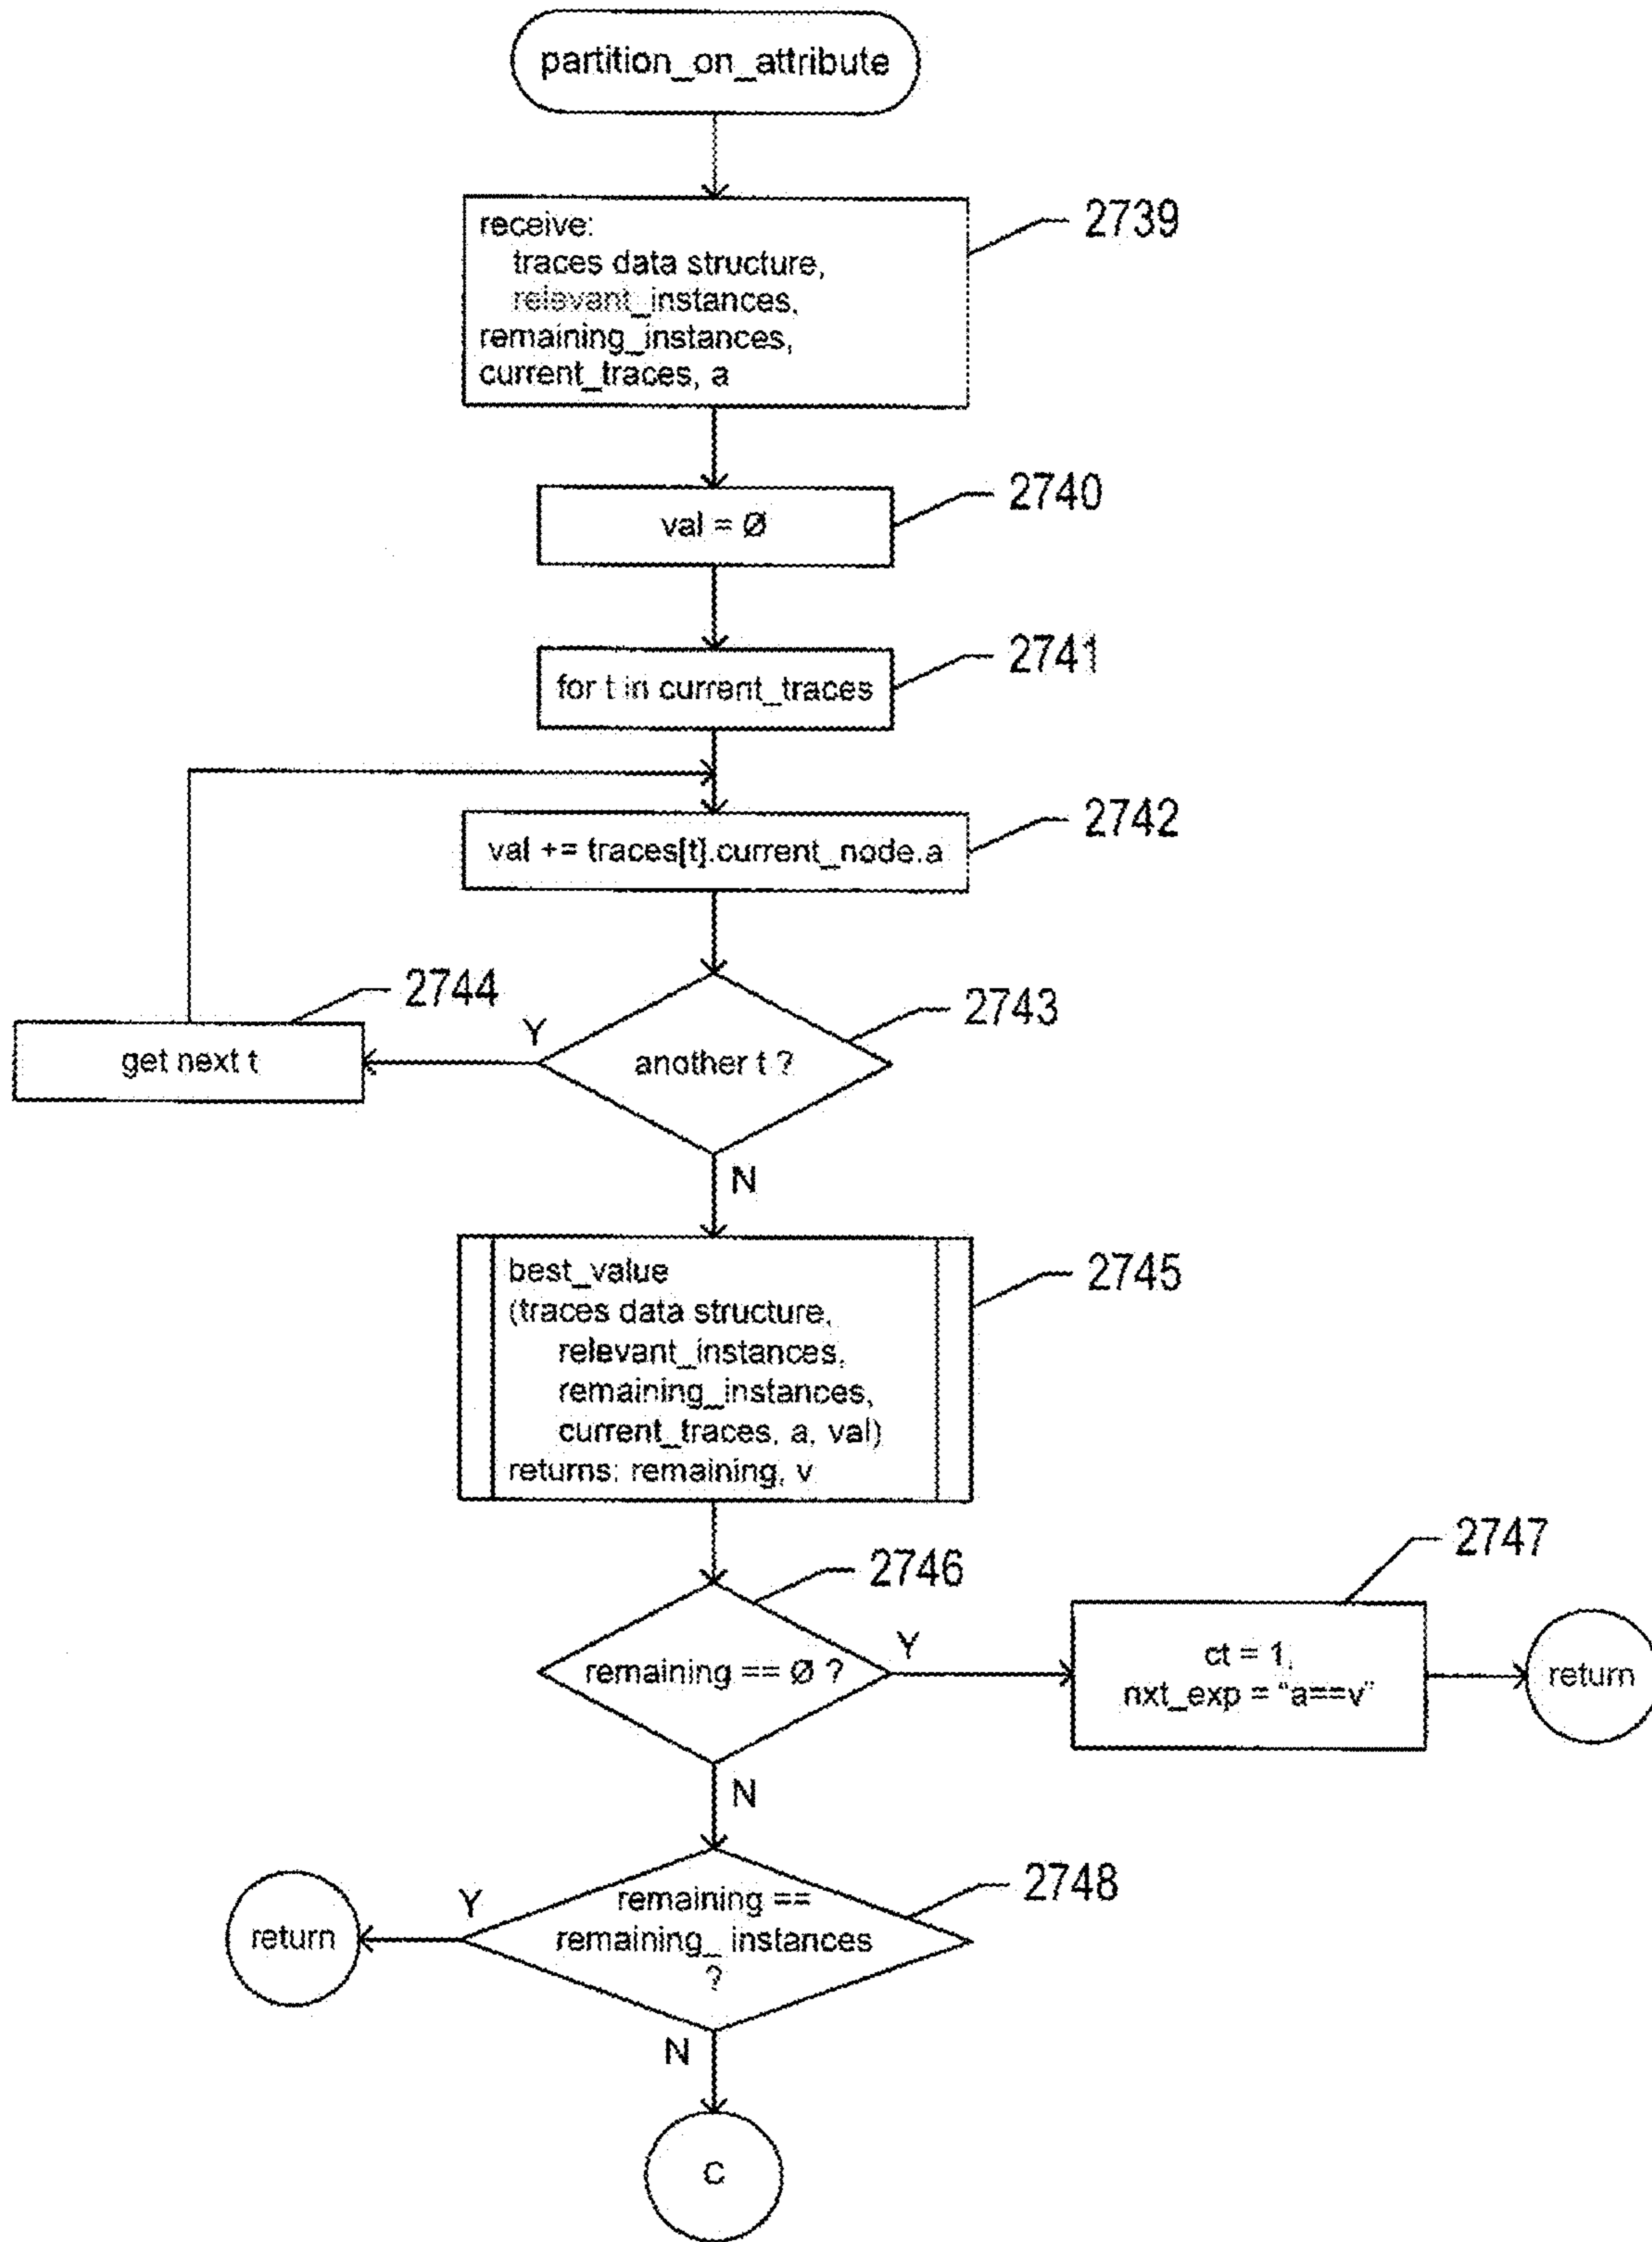 partition_on_attribute
receive:
traces data structure,
relevant_instances,
remaining_instances,
current_traces, a
2739
val = Ø
2740
for t in current_traces
2741
val += traces[t].current_node.a
2742
2744
get next t
Y
another t ?
2743
N
best_value
(traces data structure,
relevant_instances,
remaining_instances,
current_traces, a, val)
returns: remaining, v
2745
2746
remaining == Ø ?
Y
2747
ct = 1,
nxt_exp = "a==v"
return
N
2748
remaining ==
remaining_ instances
?
Y
return
N
C